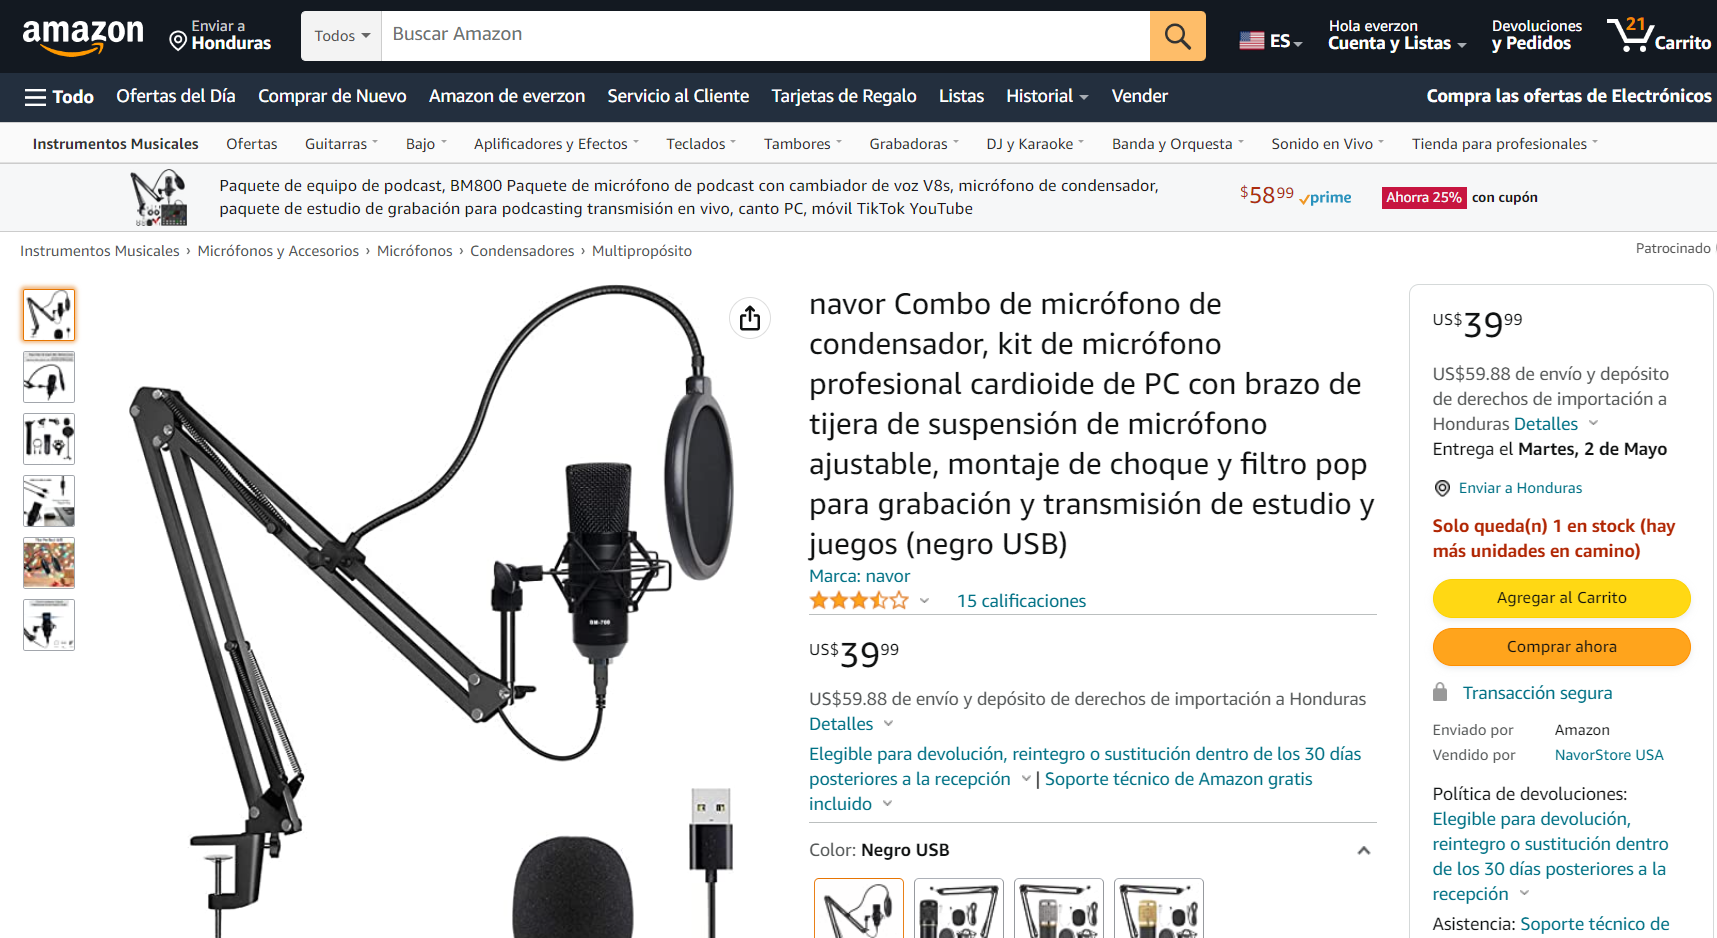 amazon
Enviar a
Honduras
Todos
Buscar Amazon
ES
Hola everzon
Cuenta y Listas
Devoluciones
y Pedidos
21
Carrito
Todo
Ofertas del Día
Comprar de Nuevo
Amazon de everzon
Servicio al Cliente
Tarjetas de Regalo
Listas
Historial
Vender
Compra las ofertas de Electrónicos
Instrumentos Musicales
Ofertas
Guitarras
Bajo
Aplificadores y Efectos
Teclados
Tambores
Grabadoras
DJ y Karaoke
Banda y Orquesta
Sonido en Vivo
Tienda para profesionales
Paquete de equipo de podcast, BM800 Paquete de micrófono de podcast con cambiador de voz V8s, micrófono de condensador,
paquete de estudio de grabación para podcasting transmisión en vivo, canto PC, móvil TikTok YouTube
$58 99 prime
Ahorra 25% con cupón
Instrumentos Musicales › Micrófonos y Accesorios › Micrófonos › Condensadores › Multipropósito
Patrocinado
BM-700
navor Combo de micrófono de
condensador, kit de micrófono
profesional cardioide de PC con brazo de
tijera de suspensión de micrófono
ajustable, montaje de choque y filtro pop
para grabación y transmisión de estudio y
juegos (negro USB)
Marca: navor
15 calificaciones
US$39 99
US$59.88 de envío y depósito de derechos de importación a Honduras
Detalles
Elegible para devolución, reintegro o sustitución dentro de los 30 días
posteriores a la recepción | Soporte técnico de Amazon gratis
incluido
Color: Negro USB
US$39 99
US$59.88 de envío y depósito
de derechos de importación a
Honduras Detalles
Entrega el Martes, 2 de Mayo
Enviar a Honduras
Solo queda(n) 1 en stock (hay
más unidades en camino)
Agregar al Carrito
Comprar ahora
Transacción segura
Enviado por Amazon
Vendido por NavorStore USA
Política de devoluciones:
Elegible para devolución,
reintegro o sustitución dentro
de los 30 días posteriores a la
recepción
Asistencia: Soporte técnico de